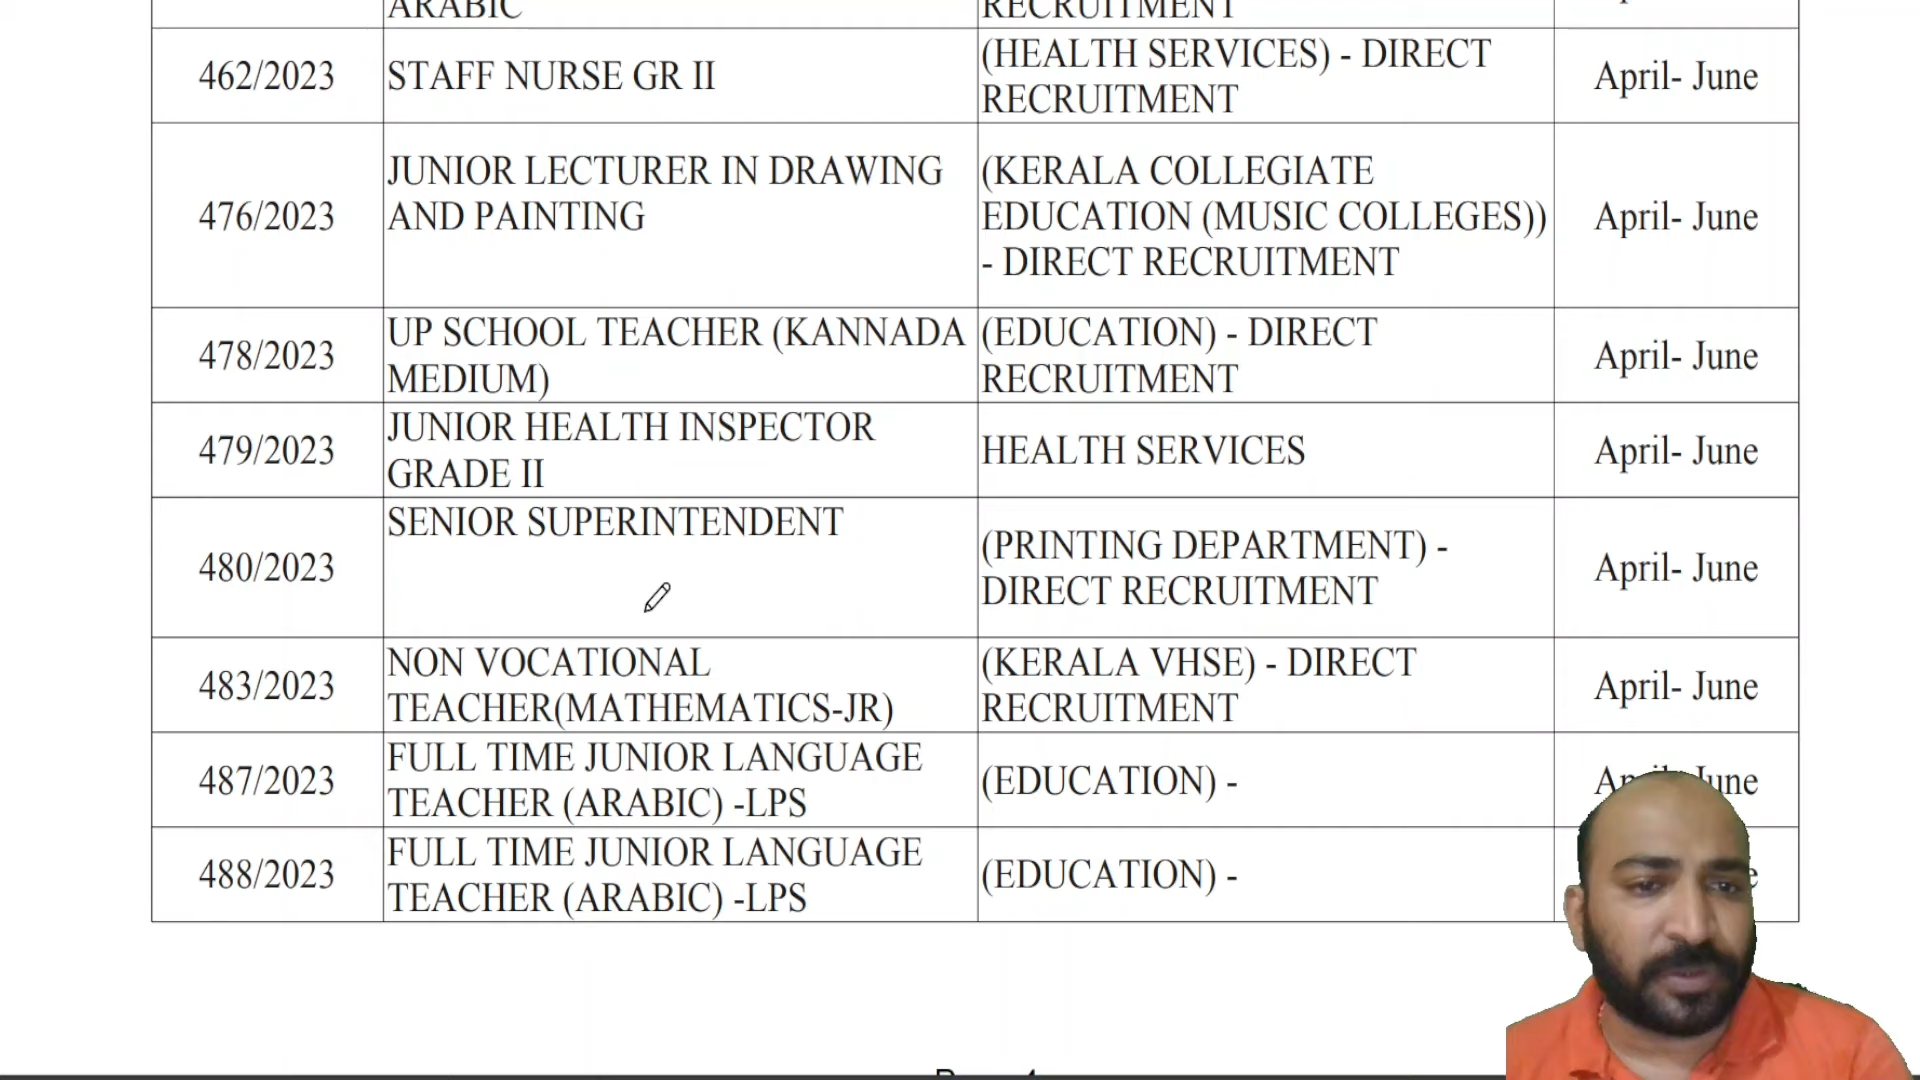 ARABIC
RECRUITMENT
462/2023
STAFF NURSE GR II
(HEALTH SERVICES) - DIRECT
RECRUITMENT
April- June
476/2023
JUNIOR LECTURER IN DRAWING
AND PAINTING
(KERALA COLLEGIATE
EDUCATION (MUSIC COLLEGES))
- DIRECT RECRUITMENT
April- June
478/2023
UP SCHOOL TEACHER (KANNADA
MEDIUM)
(EDUCATION) - DIRECT
RECRUITMENT
April- June
479/2023
JUNIOR HEALTH INSPECTOR
GRADE II
HEALTH SERVICES
April- June
480/2023
SENIOR SUPERINTENDENT
(PRINTING DEPARTMENT) -
DIRECT RECRUITMENT
April- June
483/2023
NON VOCATIONAL
TEACHER(MATHEMATICS-JR)
(KERALA VHSE) - DIRECT
RECRUITMENT
April- June
487/2023
FULL TIME JUNIOR LANGUAGE
TEACHER (ARABIC) -LPS
(EDUCATION) -
April- June
488/2023
FULL TIME JUNIOR LANGUAGE
TEACHER (ARABIC) -LPS
(EDUCATION) -